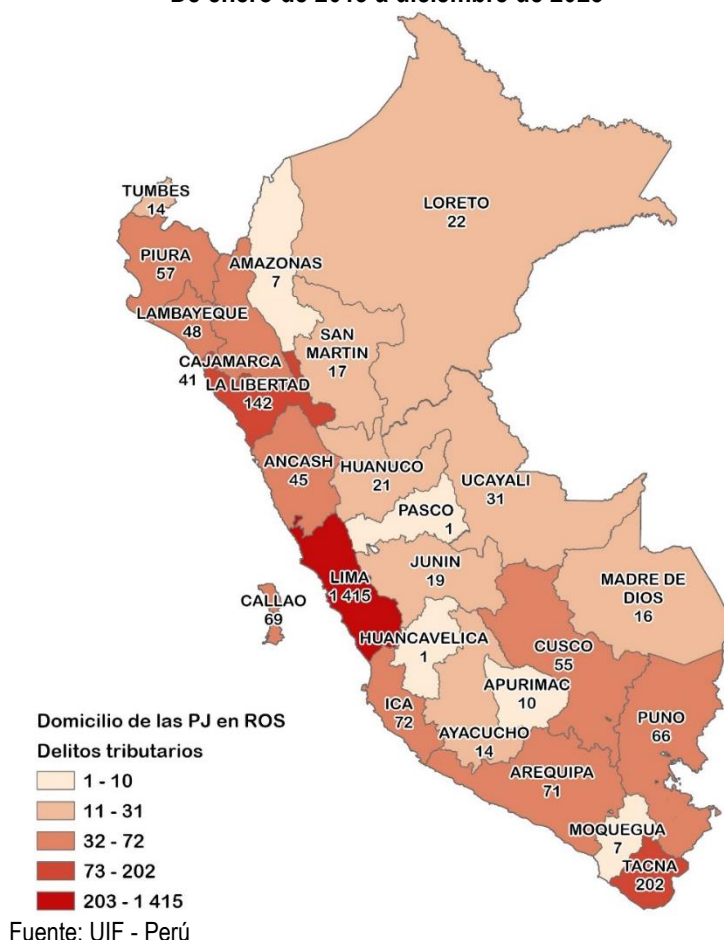 De enero de a diciembre de
TUMBES
14
LORETO
22
PIURA
57
AMAZONAS
7
LAMBAYEQUE
48
SAN
MARTIN
17
CAJAMARCA
41
LA LIBERTAD
142
ANCASH
45
HUANUCO
21
UCAYALI
31
PASCO
1
JUNIN
19
LIMA
1 415
MADRE DE
DIOS
16
CALLAO
69
HUANCAVELICA
1
CUSCO
55
APURIMAC
10
ICA
72
PUNO
66
AYACUCHO
14
AREQUIPA
71
MOQUEGUA
7
TACNA
202
Domicilio de las PJ en ROS
Delitos tributarios
1 - 10
11 - 31
32 - 72
73 - 202
203 - 1 415
Fuente: UIF - Perú